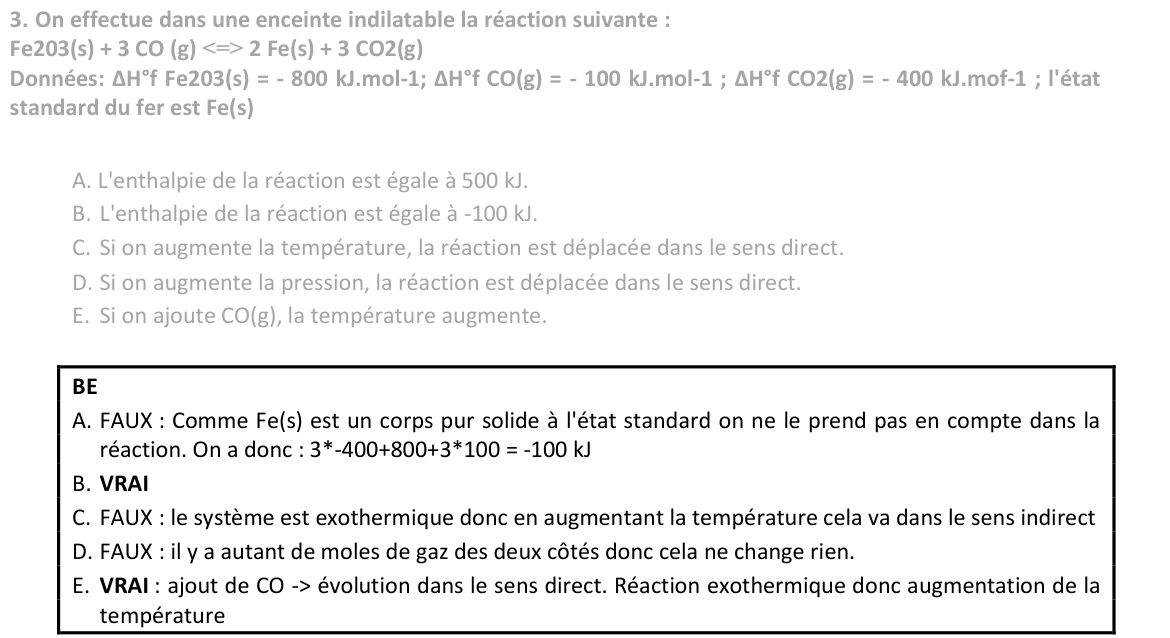 3. On effectue dans une enceinte indilatable la réaction suivante :
Fe203(s) + 3 CO (g) <=> 2 Fe(s) + 3 CO2(g)
Données: ΔH°f Fe203(s) = - 800 kJ.mol-1; ΔH°f CO(g) = - 100 kJ.mol-1 ; ΔH°f CO2(g) = - 400 kJ.mof-1 ; l'état
standard du fer est Fe(s)
A. L'enthalpie de la réaction est égale à 500 kJ.
B. L'enthalpie de la réaction est égale à -100 kJ.
C. Si on augmente la température, la réaction est déplacée dans le sens direct.
D. Si on augmente la pression, la réaction est déplacée dans le sens direct.
E. Si on ajoute CO(g), la température augmente.
BE
A. FAUX : Comme Fe(s) est un corps pur solide à l'état standard on ne le prend pas en compte dans la
réaction. On a donc : 3*-400+800+3*100 = -100 kJ
B. VRAI
C. FAUX : le système est exothermique donc en augmentant la température cela va dans le sens indirect
D. FAUX : il y a autant de moles de gaz des deux côtés donc cela ne change rien.
E. VRAI : ajout de CO -> évolution dans le sens direct. Réaction exothermique donc augmentation de la
température